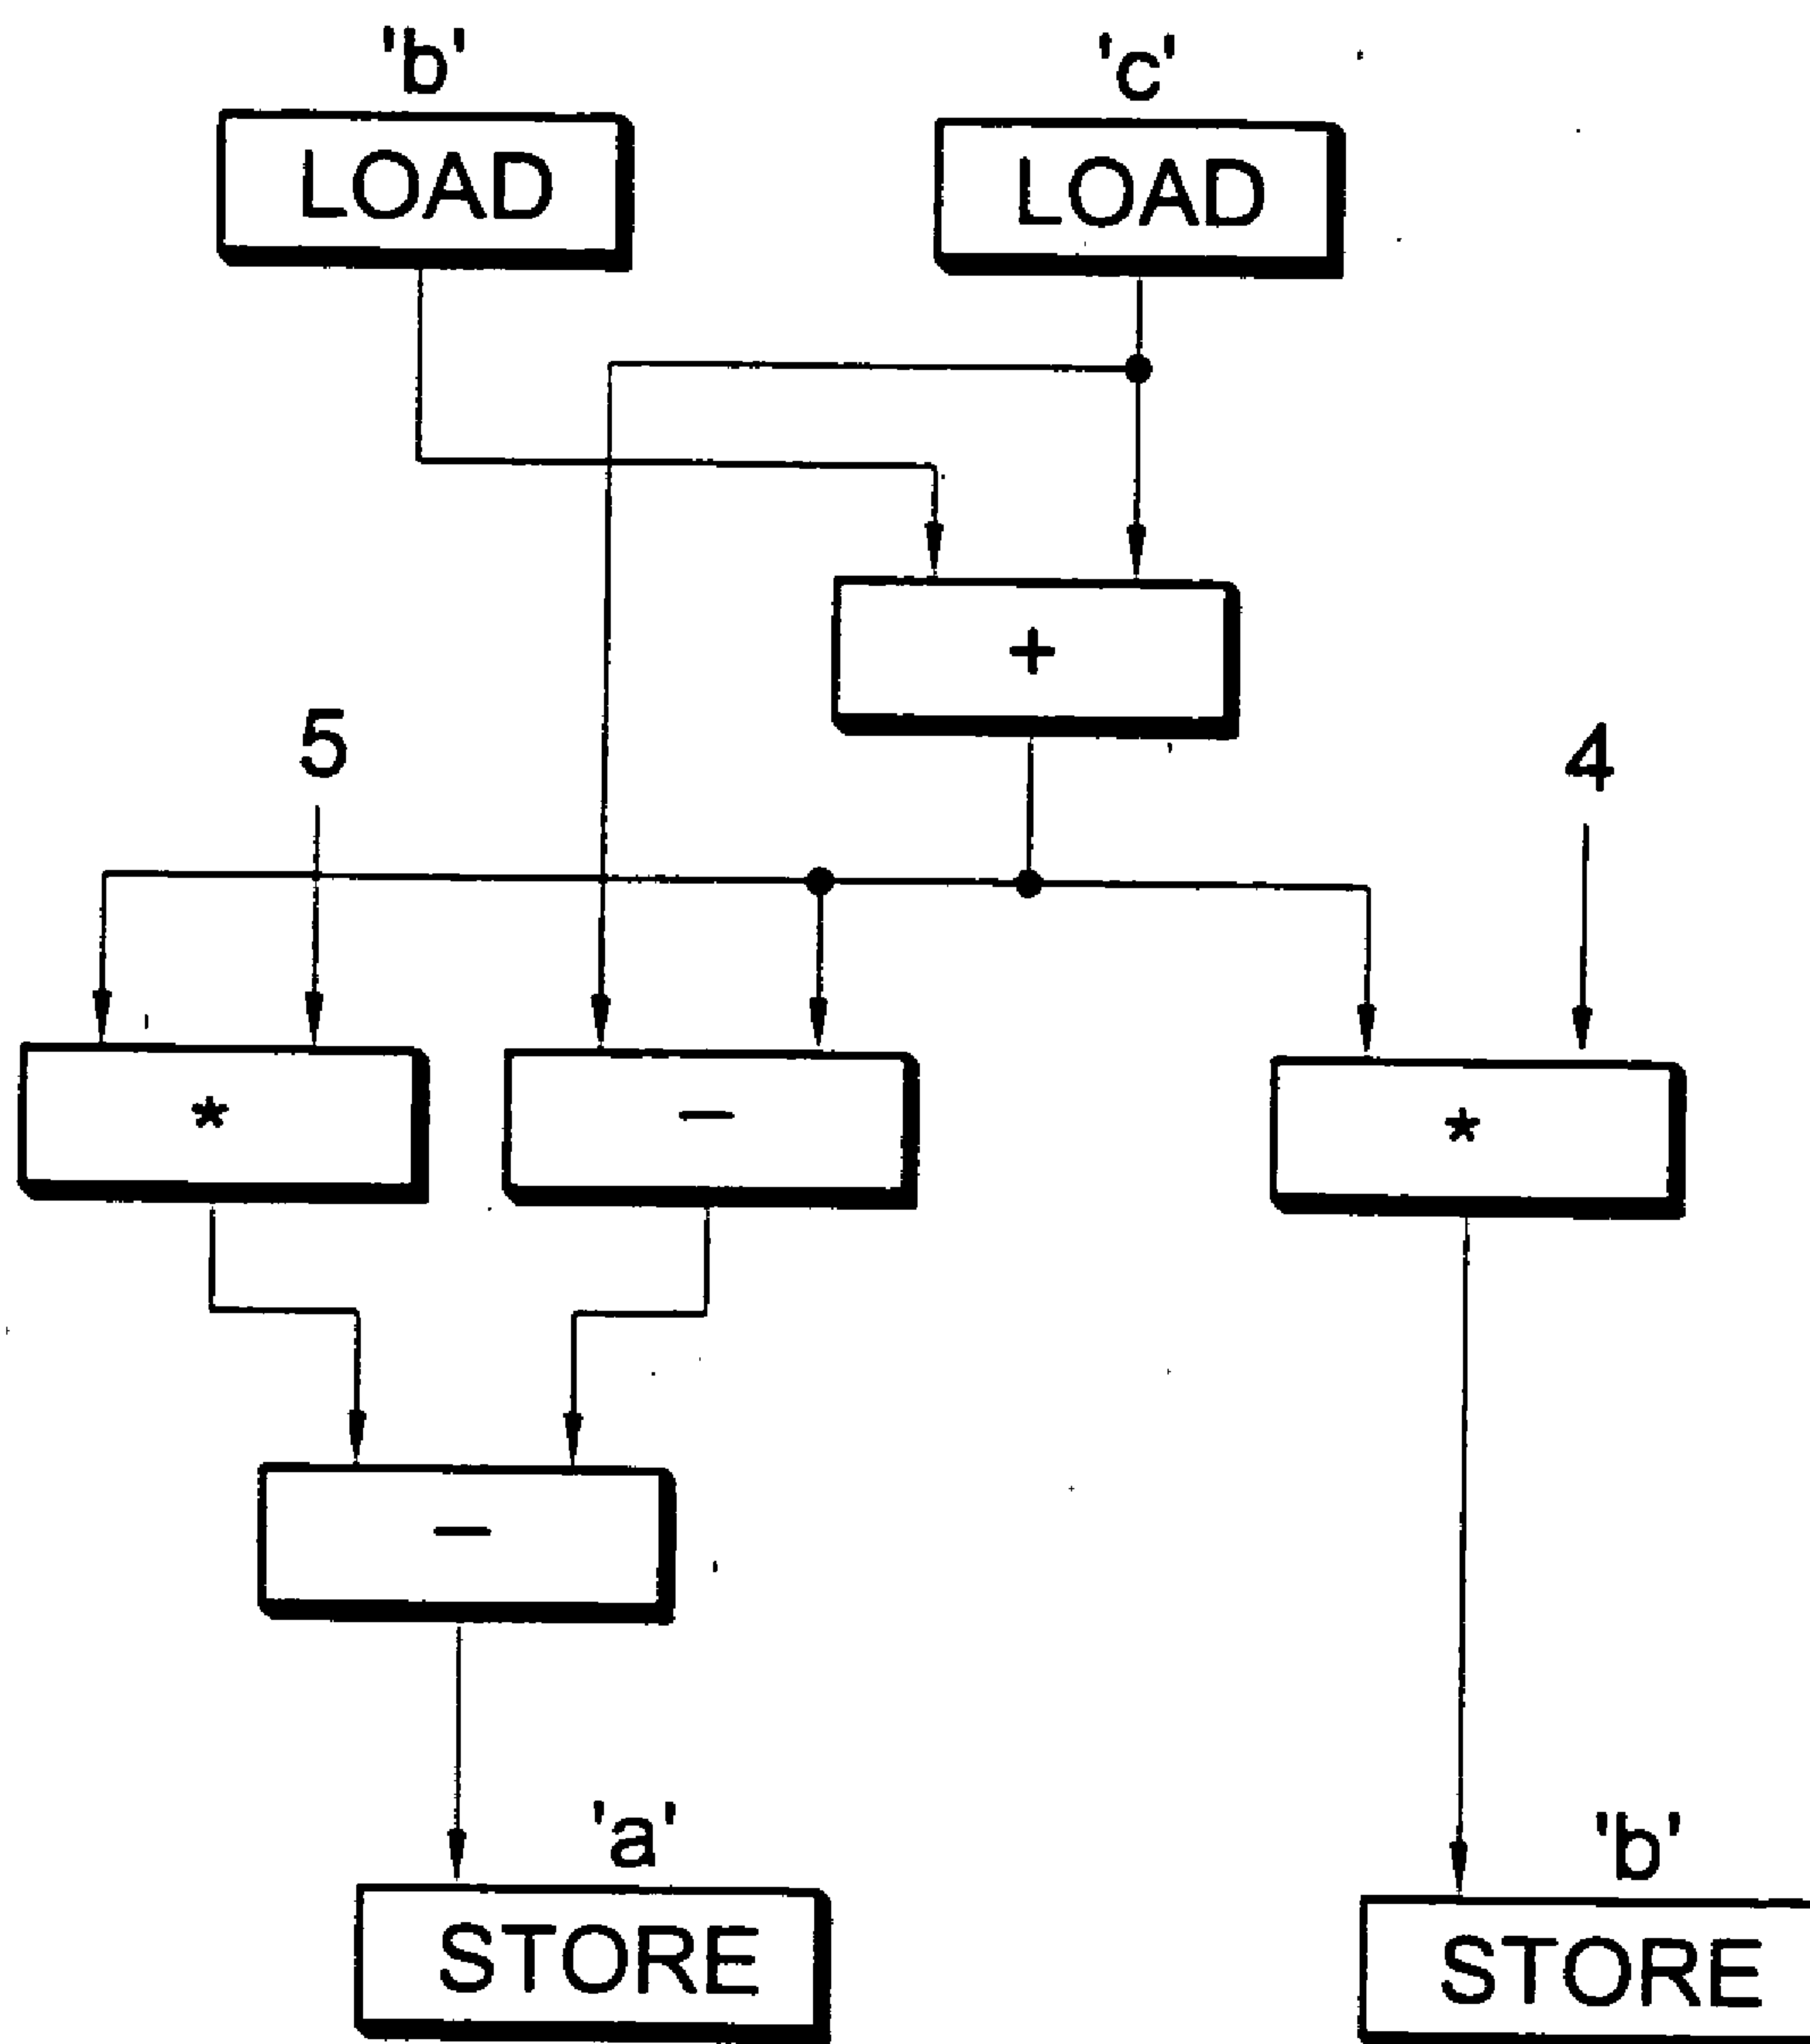 'b' 'c'
LOAD LOAD
+
5 4
* − *
−
'a' 'b'
STORE STORE